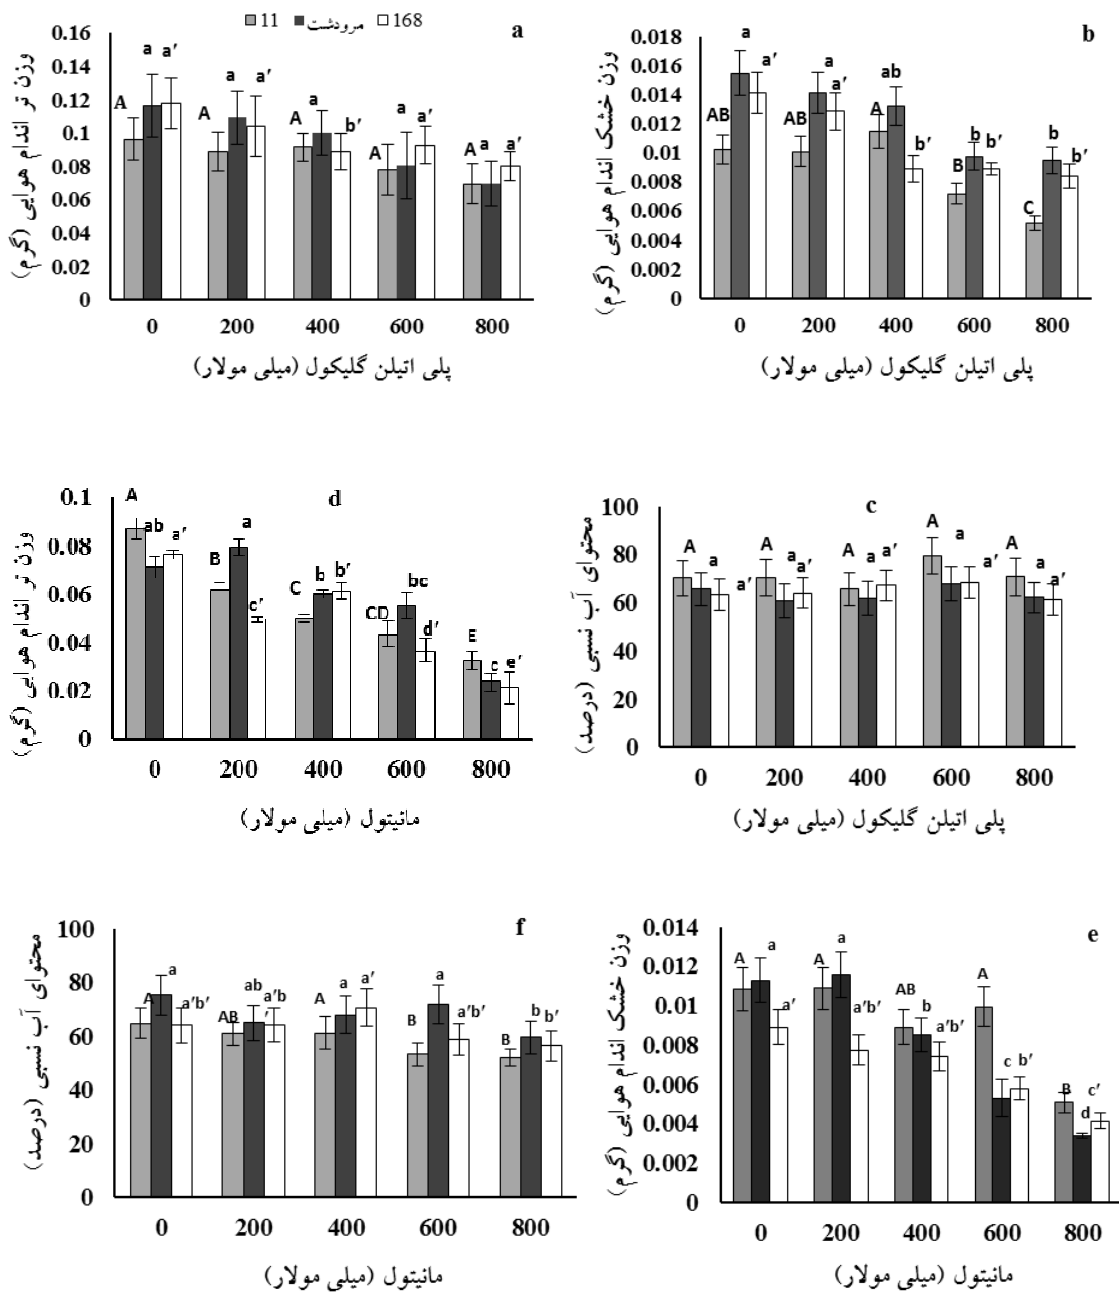 11 مرودشت 168
a
وزن تر اندام هوایی (گرم)
0.16
0.14
0.12
0.1
0.08
0.06
0.04
0.02
0
A a a′
A a a′
A a b′
A a a′
A a a′
0 200 400 600 800
پلی اتیلن گلیکول (میلی مولار)
b
وزن خشک اندام هوایی (گرم)
0.018
0.016
0.014
0.012
0.01
0.008
0.006
0.004
0.002
0
AB a a′
AB a a′
A ab b′
B b b′
C b b′
0 200 400 600 800
پلی اتیلن گلیکول (میلی مولار)
d
وزن تر اندام هوایی (گرم)
0.1
0.08
0.06
0.04
0.02
0
A ab a′
B a c′
C b b′
CD bc d′
E c e′
0 200 400 600 800
مانیتول (میلی مولار)
c
محتوای آب نسبی (درصد)
100
80
60
40
20
0
A a a′
A a a′
A a a′
A a a′
A a a′
0 200 400 600 800
پلی اتیلن گلیکول (میلی مولار)
f
محتوای آب نسبی (درصد)
100
80
60
40
20
0
A a a′b′
AB ab a′b′
A a a′
B a a′b′
B b b′
0 200 400 600 800
مانیتول (میلی مولار)
e
وزن خشک اندام هوایی (گرم)
0.014
0.012
0.01
0.008
0.006
0.004
0.002
0
A a a′
A a a′b′
AB b a′b′
A c b′
B d c′
0 200 400 600 800
مانیتول (میلی مولار)